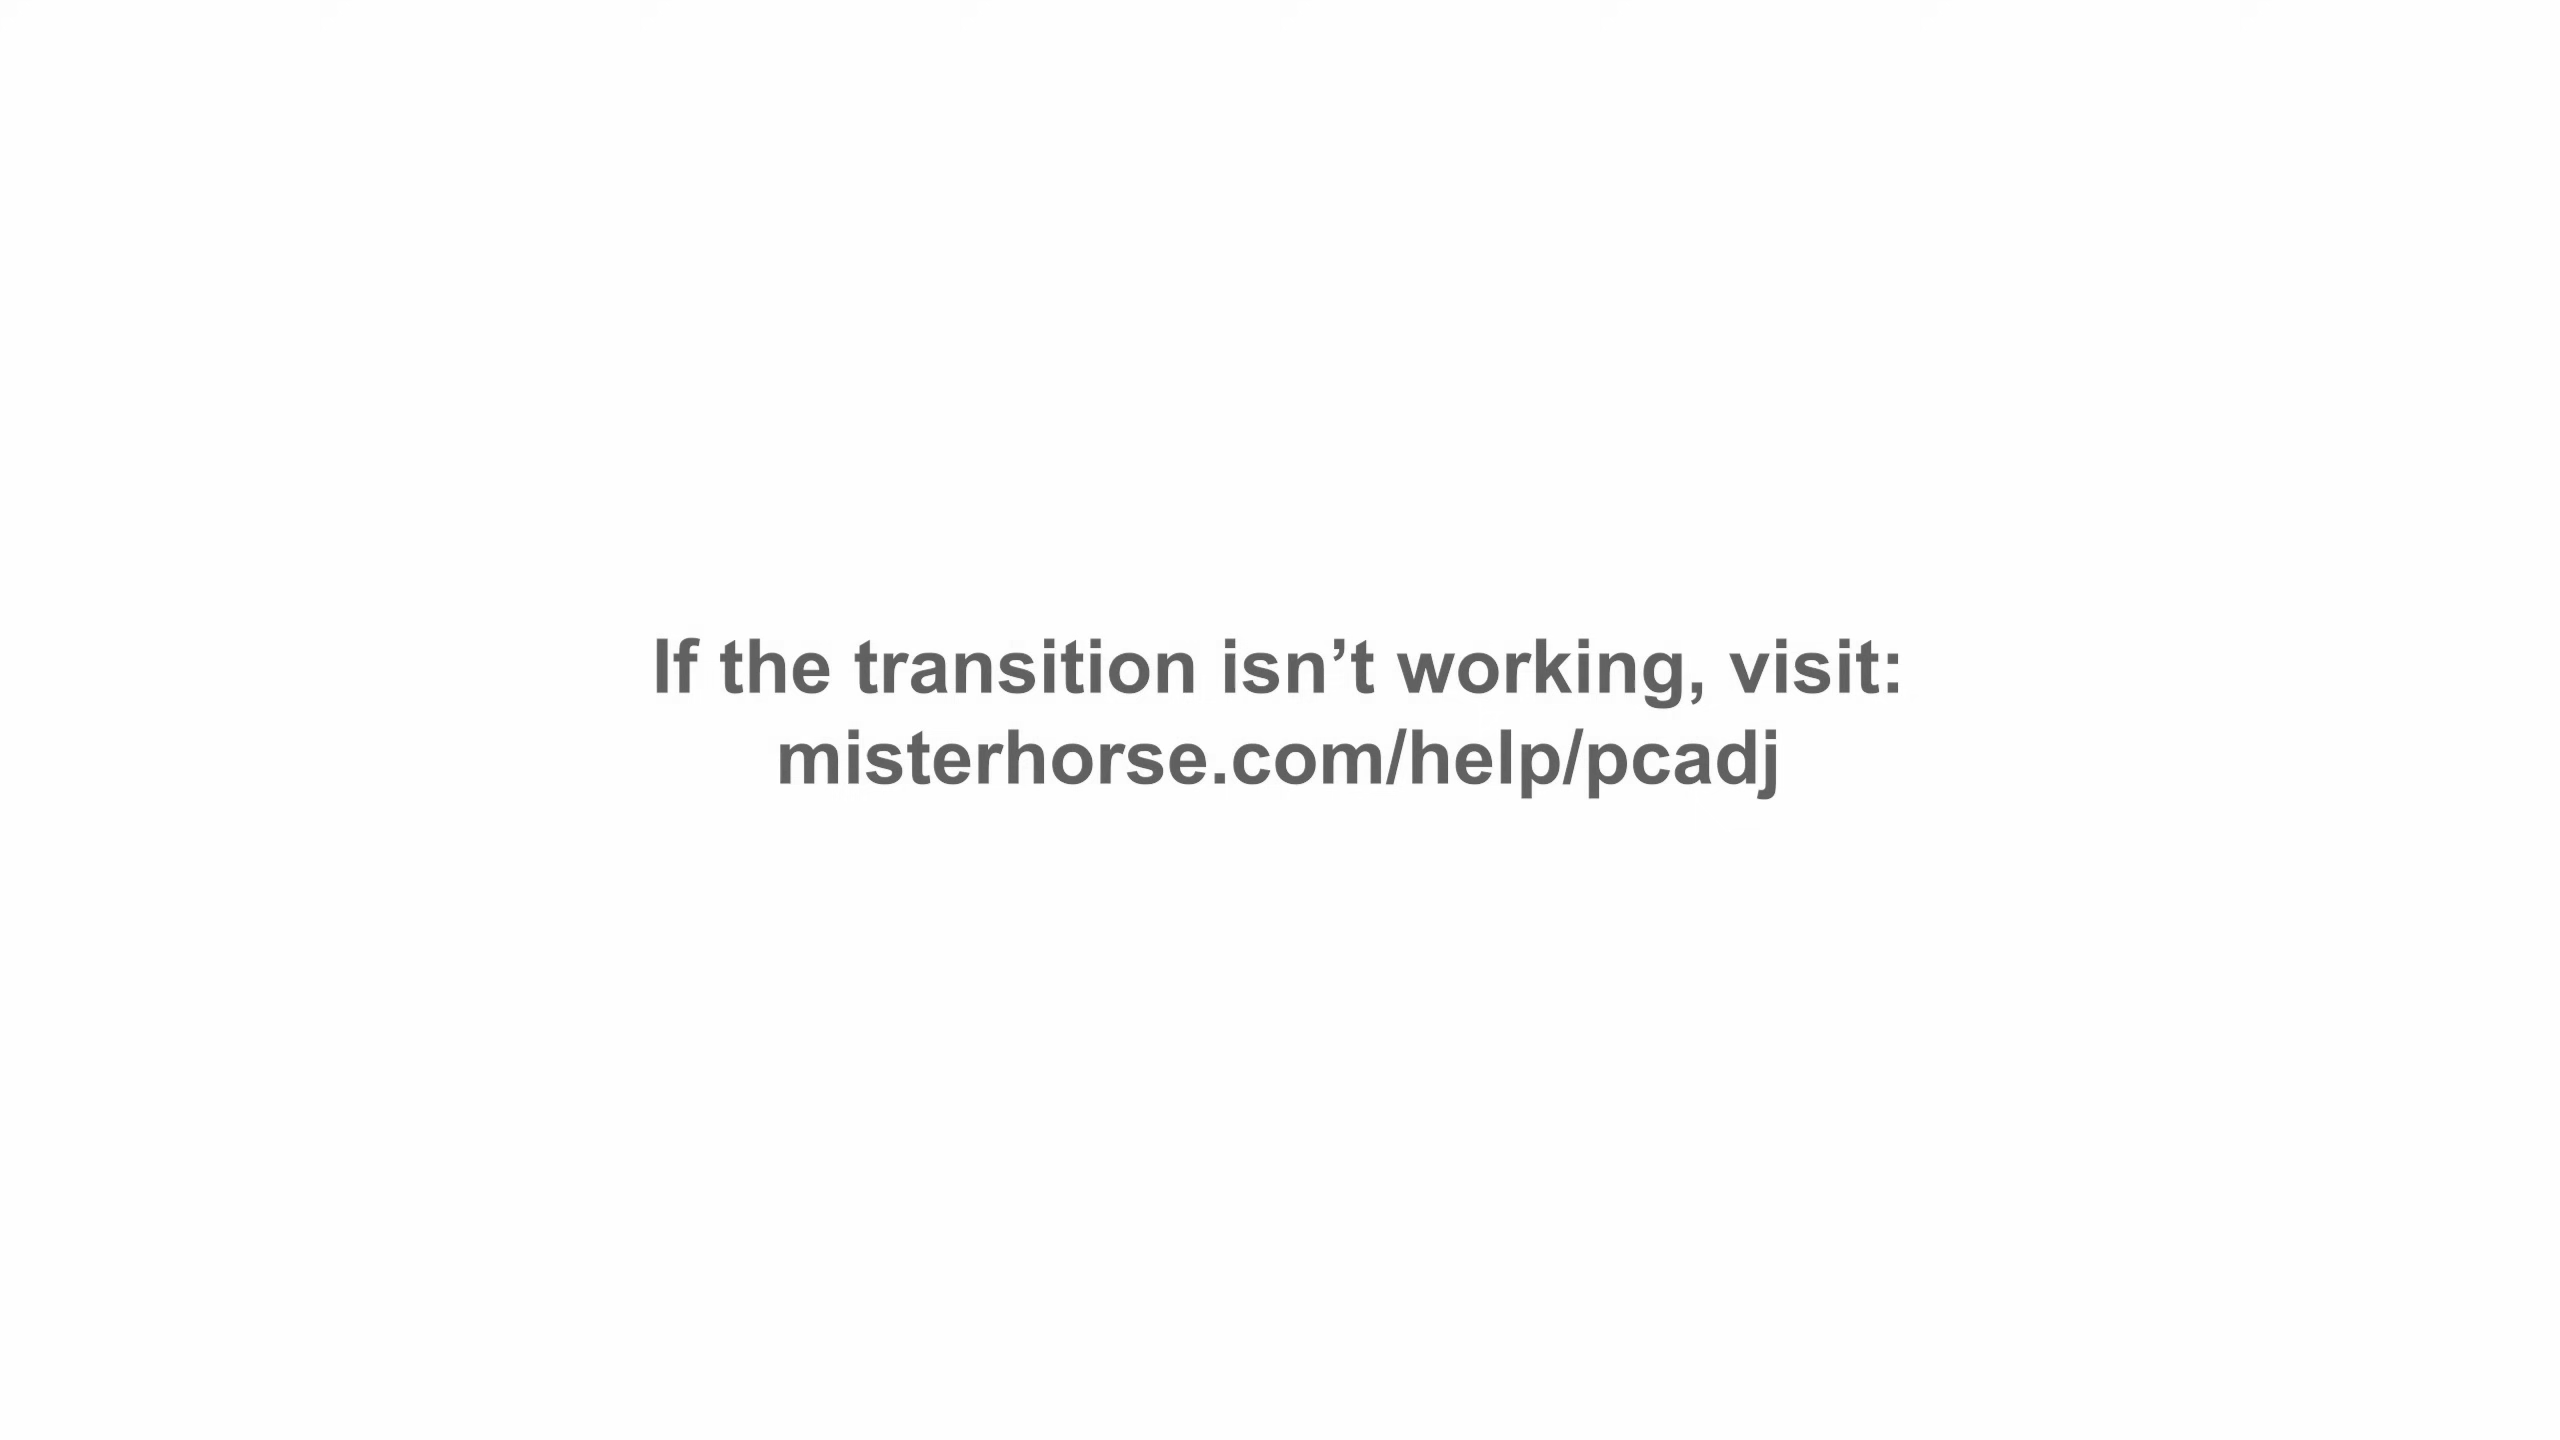 If the transition isn’t working, visit:
misterhorse.com/help/pcadj